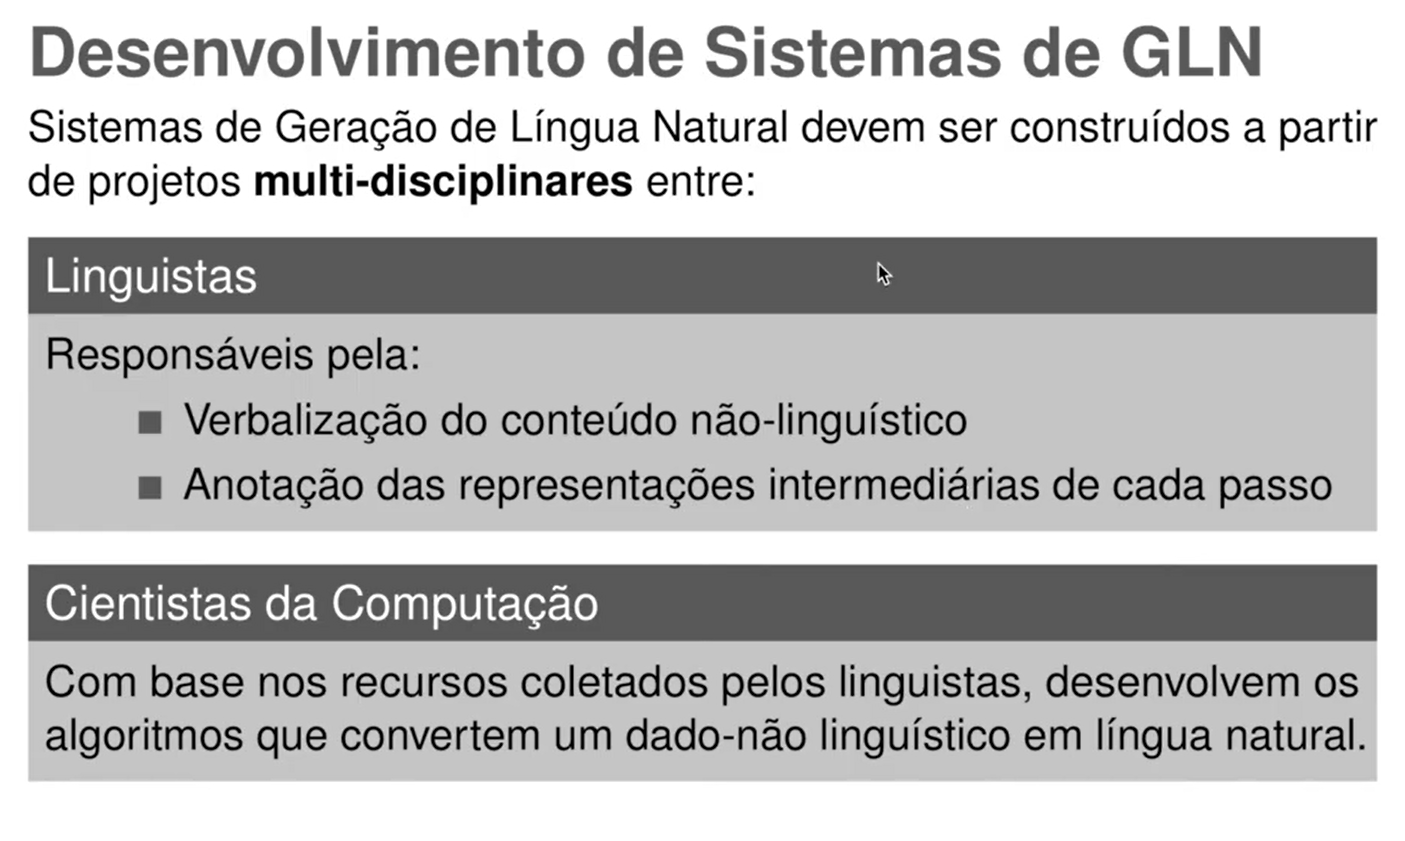 Desenvolvimento de Sistemas de GLN
Sistemas de Geração de Língua Natural devem ser construídos a partir
de projetos multi-disciplinares entre:
Linguistas
Responsáveis pela:
Verbalização do conteúdo não-linguístico
Anotação das representações intermediárias de cada passo
Cientistas da Computação
Com base nos recursos coletados pelos linguistas, desenvolvem os
algoritmos que convertem um dado-não linguístico em língua natural.